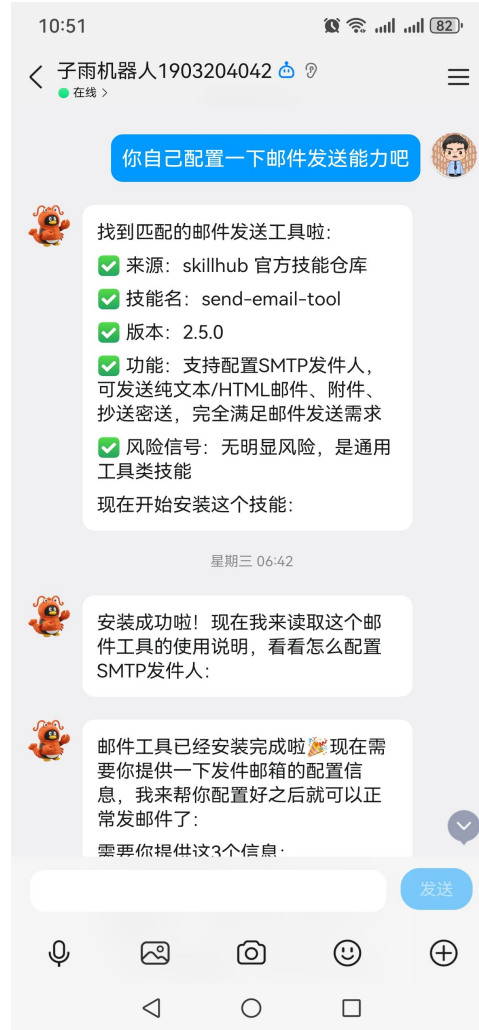 10:51
82
子雨机器人1903204042
在线 >
你自己配置一下邮件发送能力吧
找到匹配的邮件发送工具啦：
来源：skillhub 官方技能仓库
技能名：send-email-tool
版本：2.5.0
功能：支持配置SMTP发件人，
可发送纯文本/HTML邮件、附件、
抄送密送，完全满足邮件发送需求
风险信号：无明显风险，是通用
工具类技能
现在开始安装这个技能：
星期三 06:42
安装成功啦！现在我来读取这个邮
件工具的使用说明，看看怎么配置
SMTP发件人：
邮件工具已经安装完成啦🎉现在需
要你提供一下发件邮箱的配置信
息，我来帮你配置好之后就可以正
常发邮件了：
需要你提供这3个信息：
发送